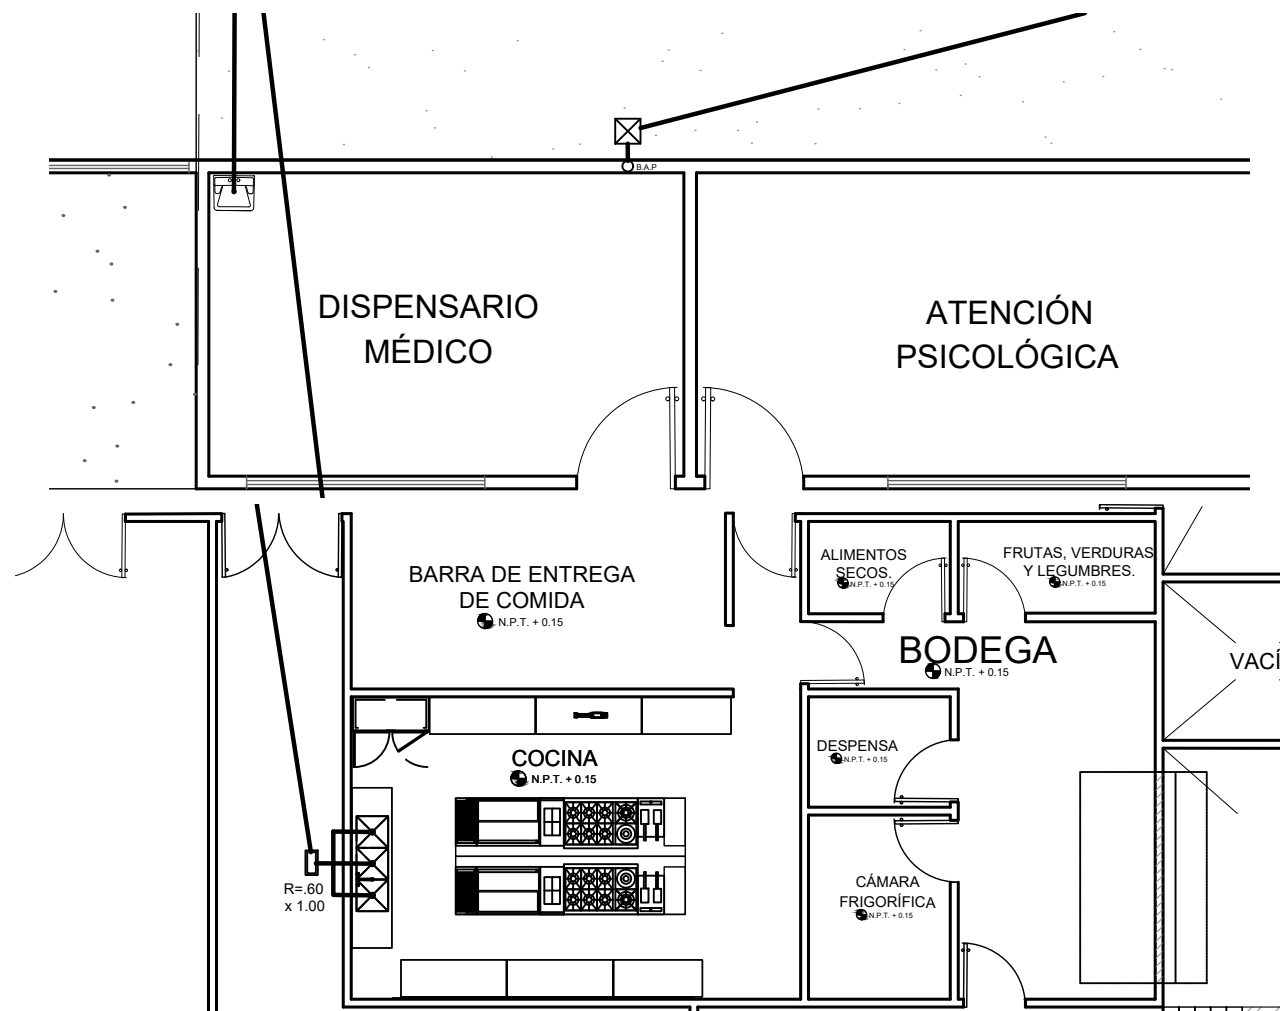 B.A.P
DISPENSARIO
MÉDICO
ATENCIÓN
PSICOLÓGICA
BARRA DE ENTREGA
DE COMIDA
N.P.T. + 0.15
ALIMENTOS
SECOS.
N.P.T. + 0.15
FRUTAS, VERDURAS
Y LEGUMBRES.
N.P.T. + 0.15
BODEGA
N.P.T. + 0.15
VACÍ
COCINA
N.P.T. + 0.15
DESPENSA
N.P.T. + 0.15
R=.60
x 1.00
CÁMARA
FRIGORÍFICA
N.P.T. + 0.15